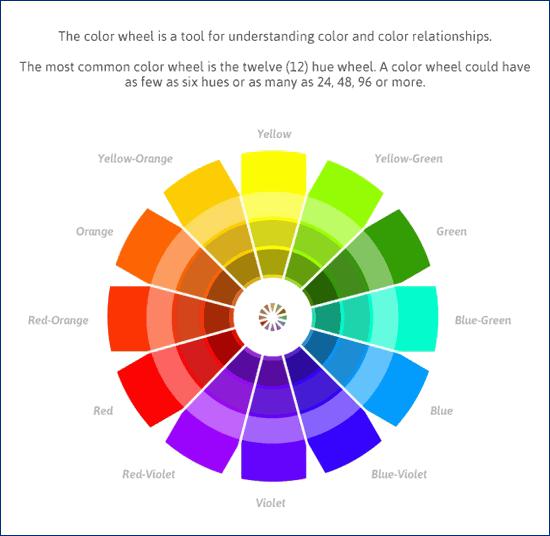 The color wheel is a tool for understanding color and color relationships.
The most common color wheel is the twelve (12) hue wheel. A color wheel could have
as few as six hues or as many as 24, 48, 96 or more.
Yellow
Yellow-Orange
Yellow-Green
Orange
Green
Red-Orange
Blue-Green
Red
Blue
Red-Violet
Blue-Violet
Violet